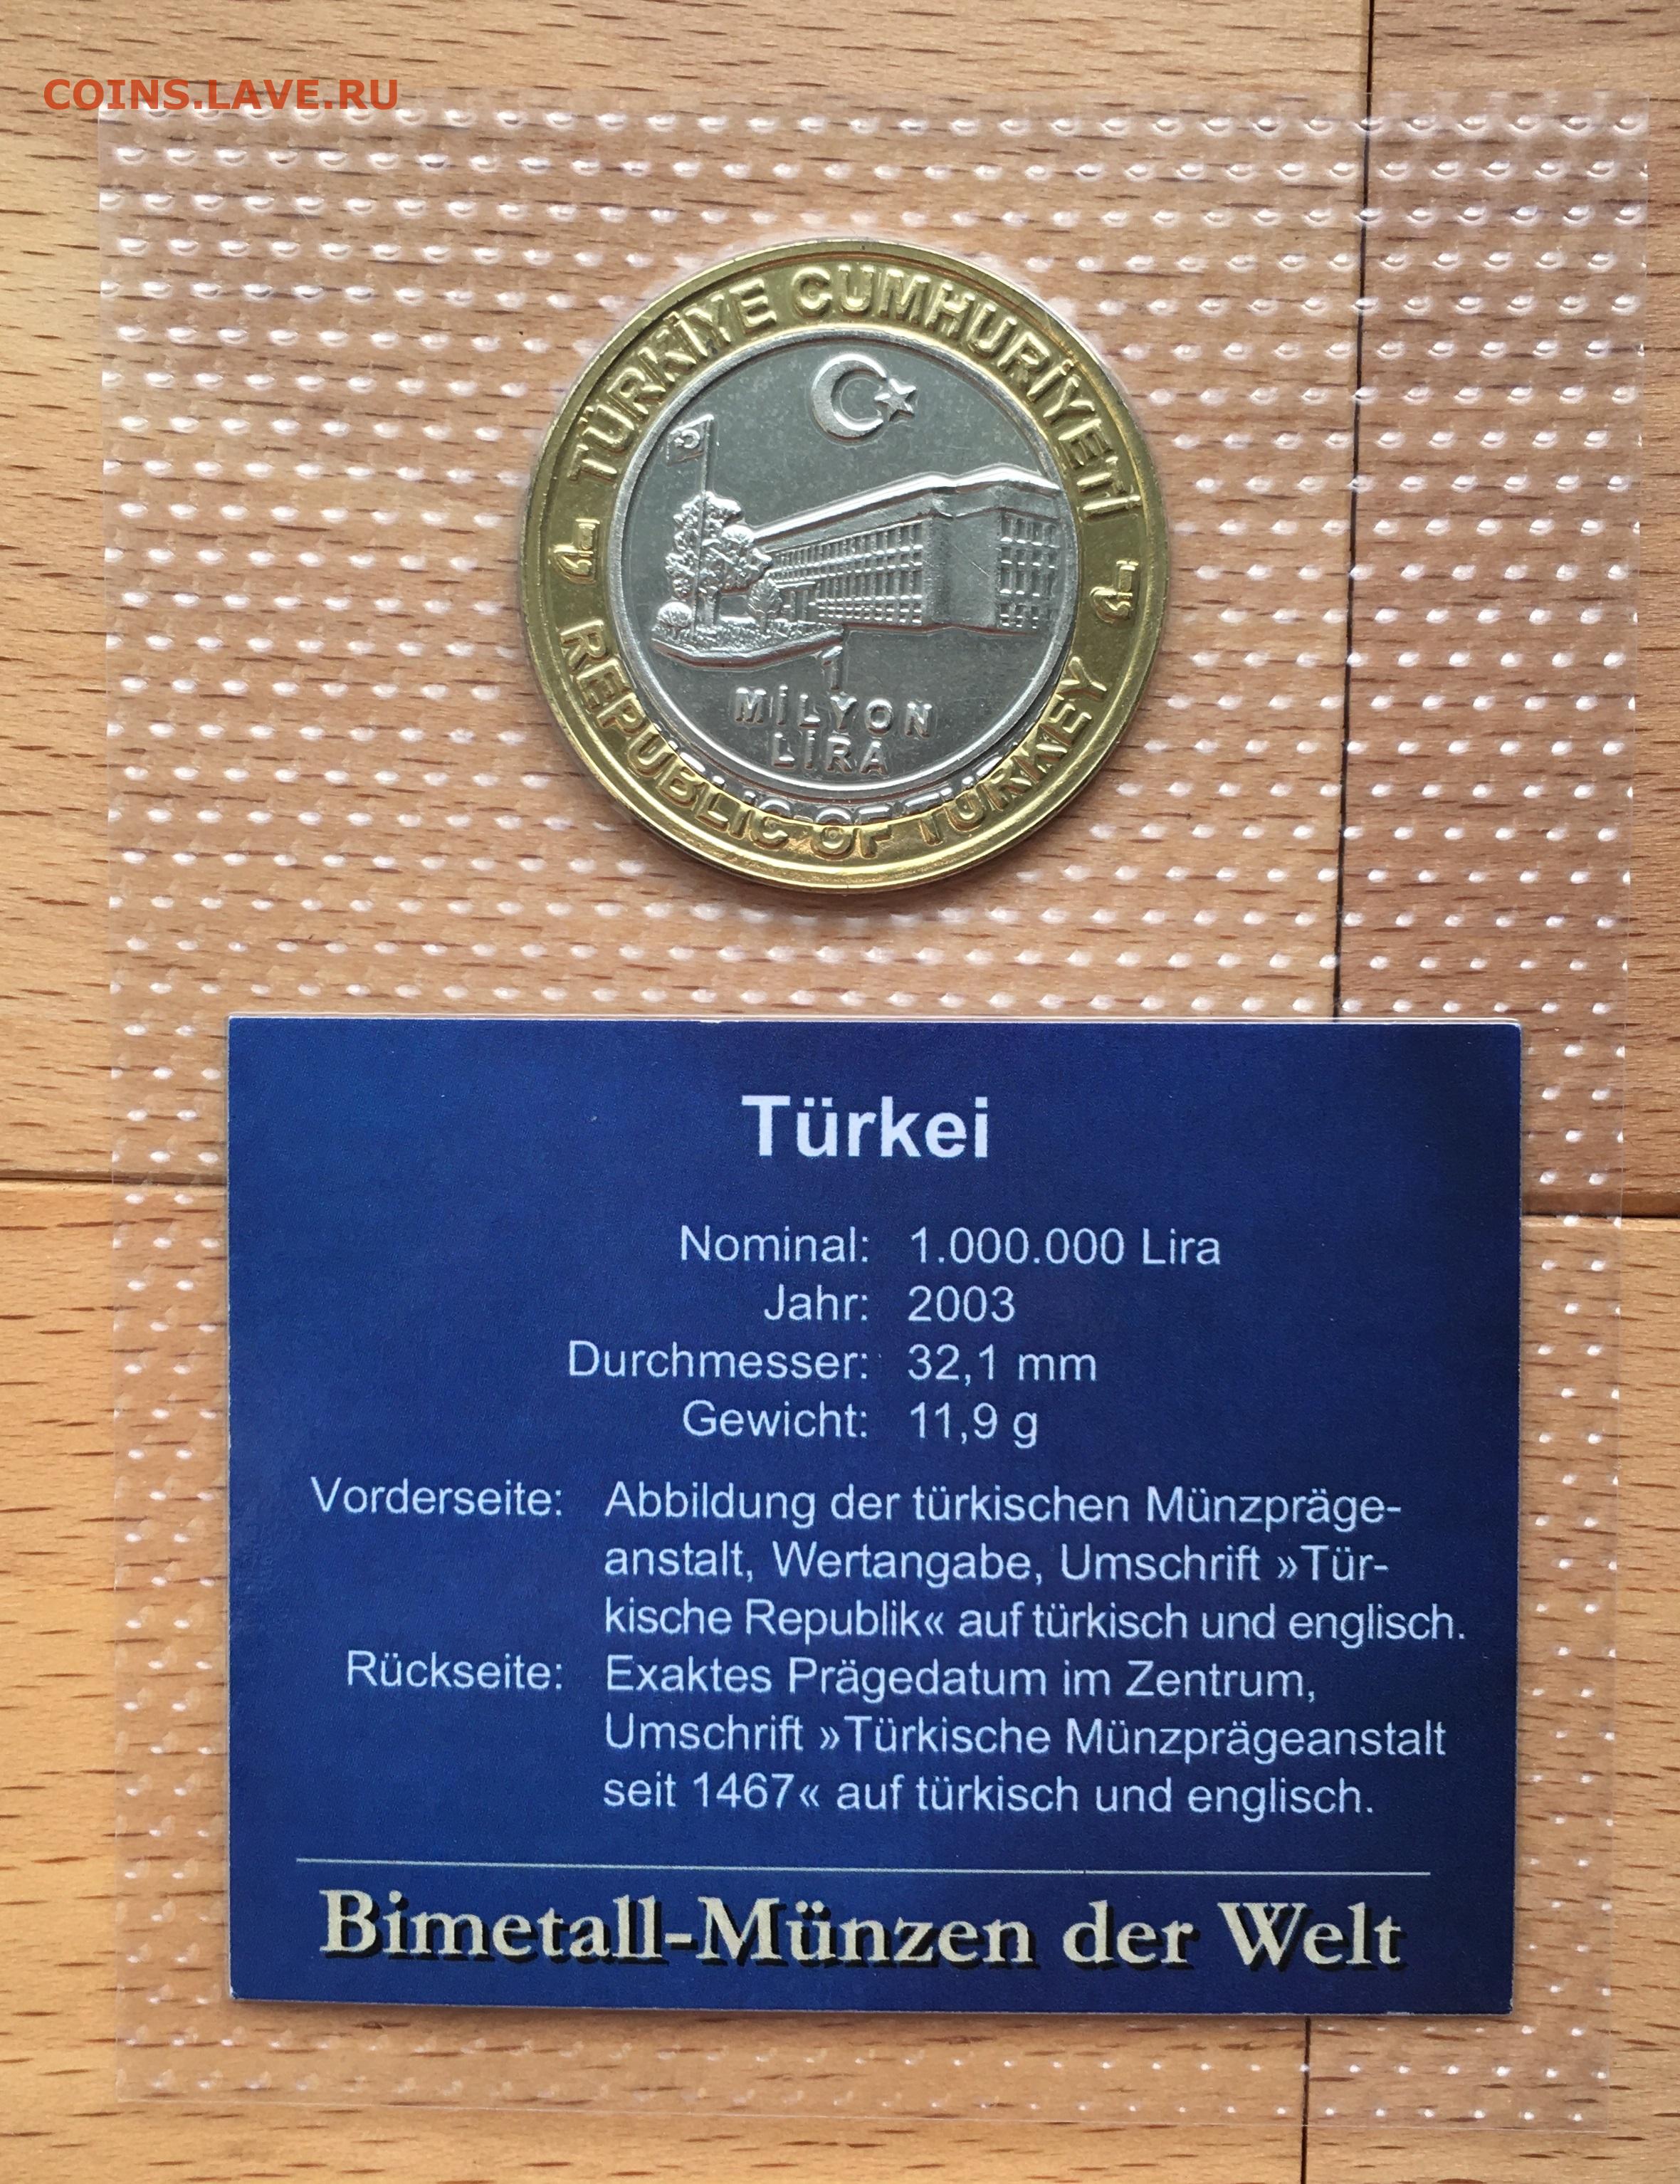 COINS.LAVE.RU
TÜRKİYE CUMHURİYETİ
1
MİLYON
LİRA
REPUBLIC OF TÜRKEY
Türkei
Nominal: 1.000.000 Lira
Jahr: 2003
Durchmesser: 32,1 mm
Gewicht: 11,9 g
Vorderseite: Abbildung der türkischen Münzpräge-
anstalt, Wertangabe, Umschrift »Tür-
kische Republik« auf türkisch und englisch.
Rückseite: Exaktes Prägedatum im Zentrum,
Umschrift »Türkische Münzprägeanstalt
seit 1467« auf türkisch und englisch.
Bimetall-Münzen der Welt